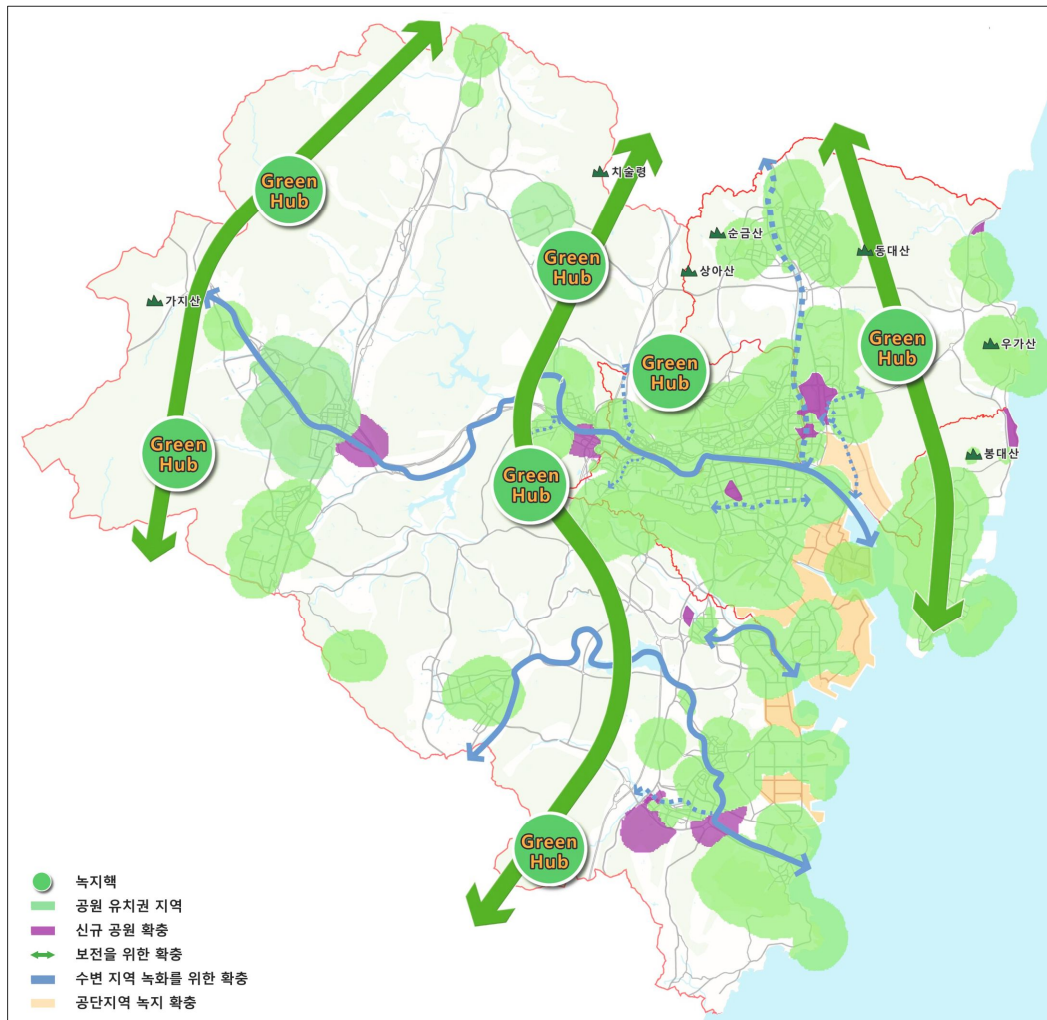 Green
Hub
치술령
순금산
동대산
Green
Hub
상아산
가지산
Green
Hub
우가산
Green
Hub
Green
Hub
봉대산
Green
Hub
Green
Hub
녹지핵
공원 유치권 지역
신규 공원 확충
보전을 위한 확충
수변 지역 녹화를 위한 확충
공단지역 녹지 확충